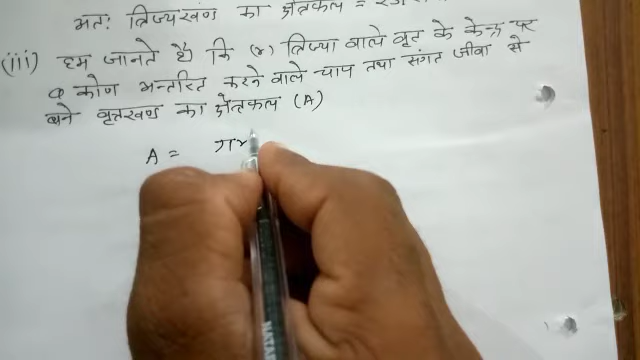 अतः त्रिज्यखंड का क्षेत्रफल =
(iii) हम जानते है कि (r) त्रिज्या वाले वृत के केन्द्र पर
θ कोण अन्तरित करने वाले चाप तथा संगत जीवा से
बने वृत्तखण्ड का क्षेत्रफल (A)
A = πr